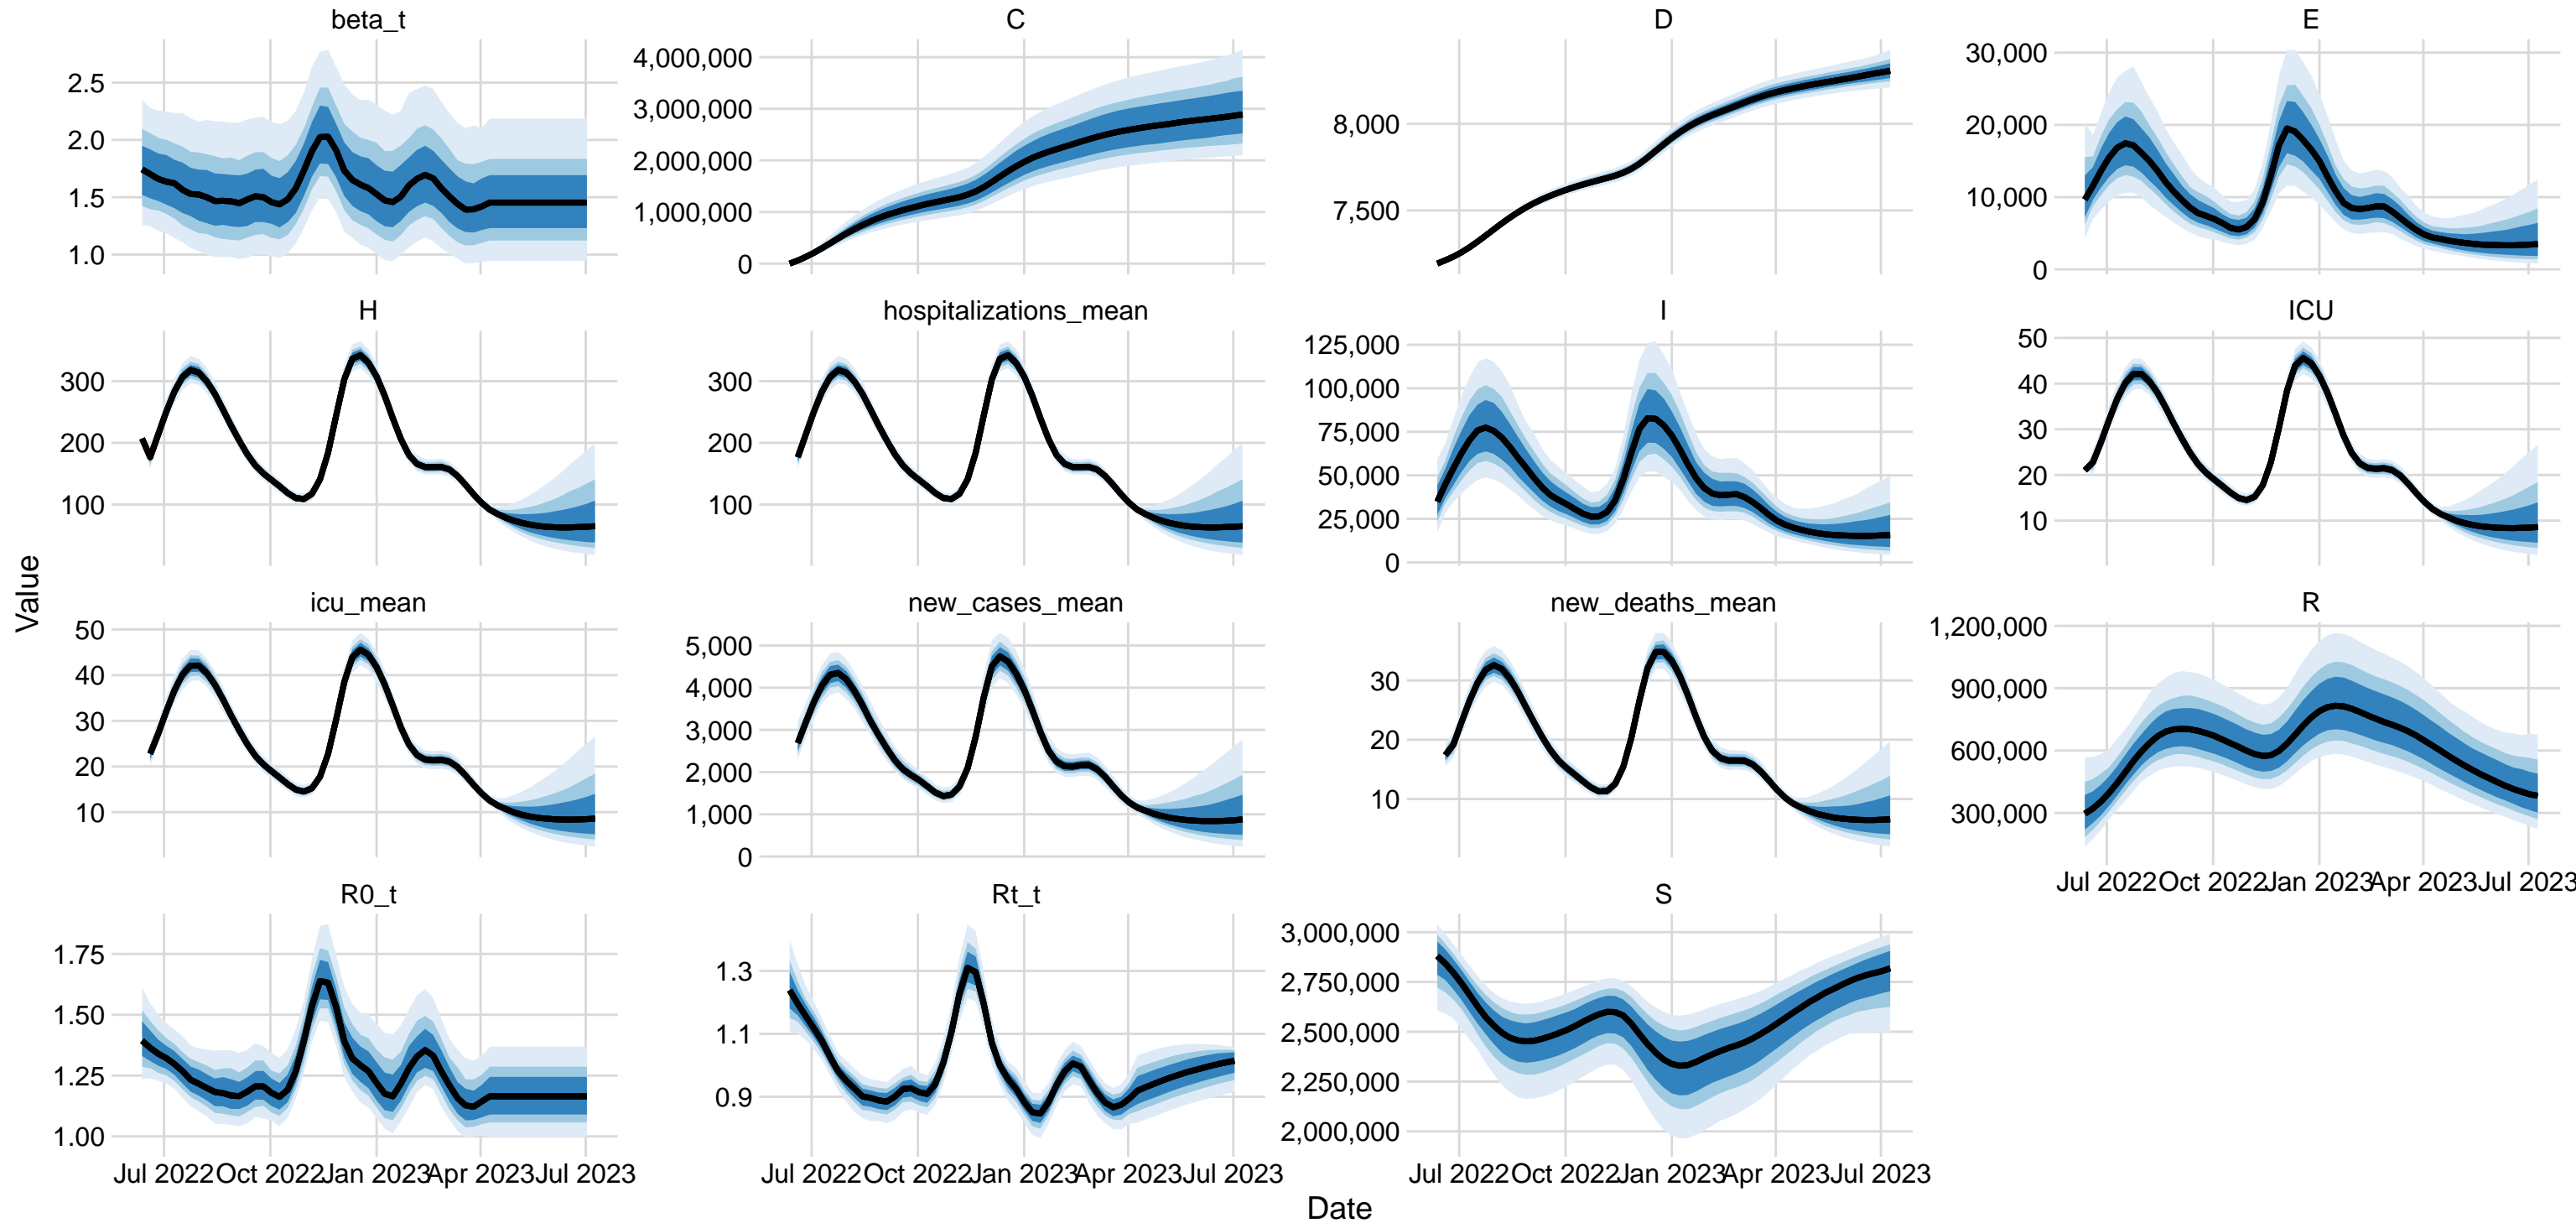 beta_t
C
D
E
2.5
2.0
1.5
1.0
4,000,000
3,000,000
2,000,000
1,000,000
0
8,000
7,500
30,000
20,000
10,000
0
H
hospitalizations_mean
I
ICU
300
200
100
300
200
100
125,000
100,000
75,000
50,000
25,000
0
50
40
30
20
10
Value
icu_mean
new_cases_mean
new_deaths_mean
R
50
40
30
20
10
5,000
4,000
3,000
2,000
1,000
0
30
20
10
1,200,000
900,000
600,000
300,000
Jul 2022 Oct 2022 Jan 2023 Apr 2023 Jul 2023
R0_t
Rt_t
S
1.75
1.50
1.25
1.00
1.3
1.1
0.9
3,000,000
2,750,000
2,500,000
2,250,000
2,000,000
Jul 2022 Oct 2022 Jan 2023 Apr 2023 Jul 2023
Jul 2022 Oct 2022 Jan 2023 Apr 2023 Jul 2023
Jul 2022 Oct 2022 Jan 2023 Apr 2023 Jul 2023
Date